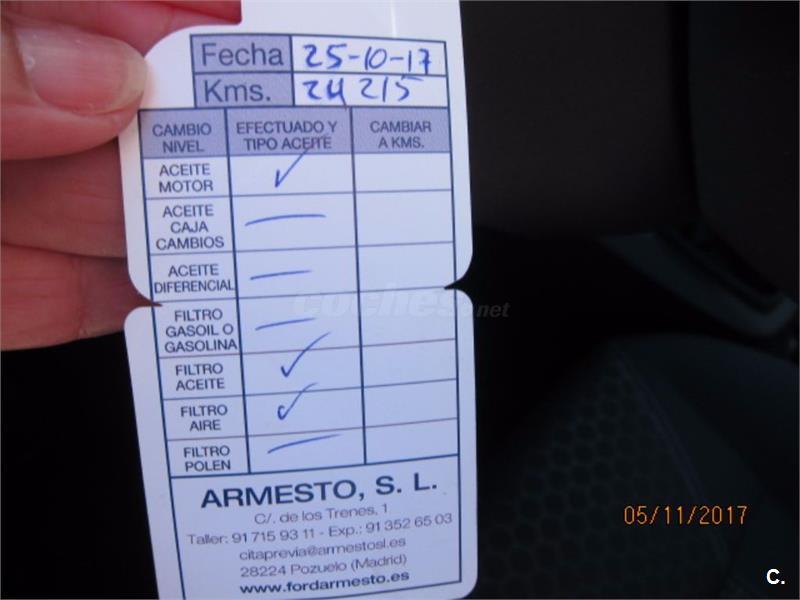 Fecha 25-10-17
Kms. 24 215
CAMBIO NIVEL EFECTUADO Y TIPO ACEITE CAMBIAR A KMS.
ACEITE MOTOR ✓
ACEITE CAJA CAMBIOS —
ACEITE DIFERENCIAL —
FILTRO GASOIL O GASOLINA —
FILTRO ACEITE ✓
FILTRO AIRE ✓
FILTRO POLEN —
ARMESTO, S. L.
C/. de los Trenes, 1
Taller: 91 715 93 11 - Exp.: 91 352 65 03
citaprevia@armestosl.es
28224 Pozuelo (Madrid)
www.fordarmesto.es
coches.net
05/11/2017
C.